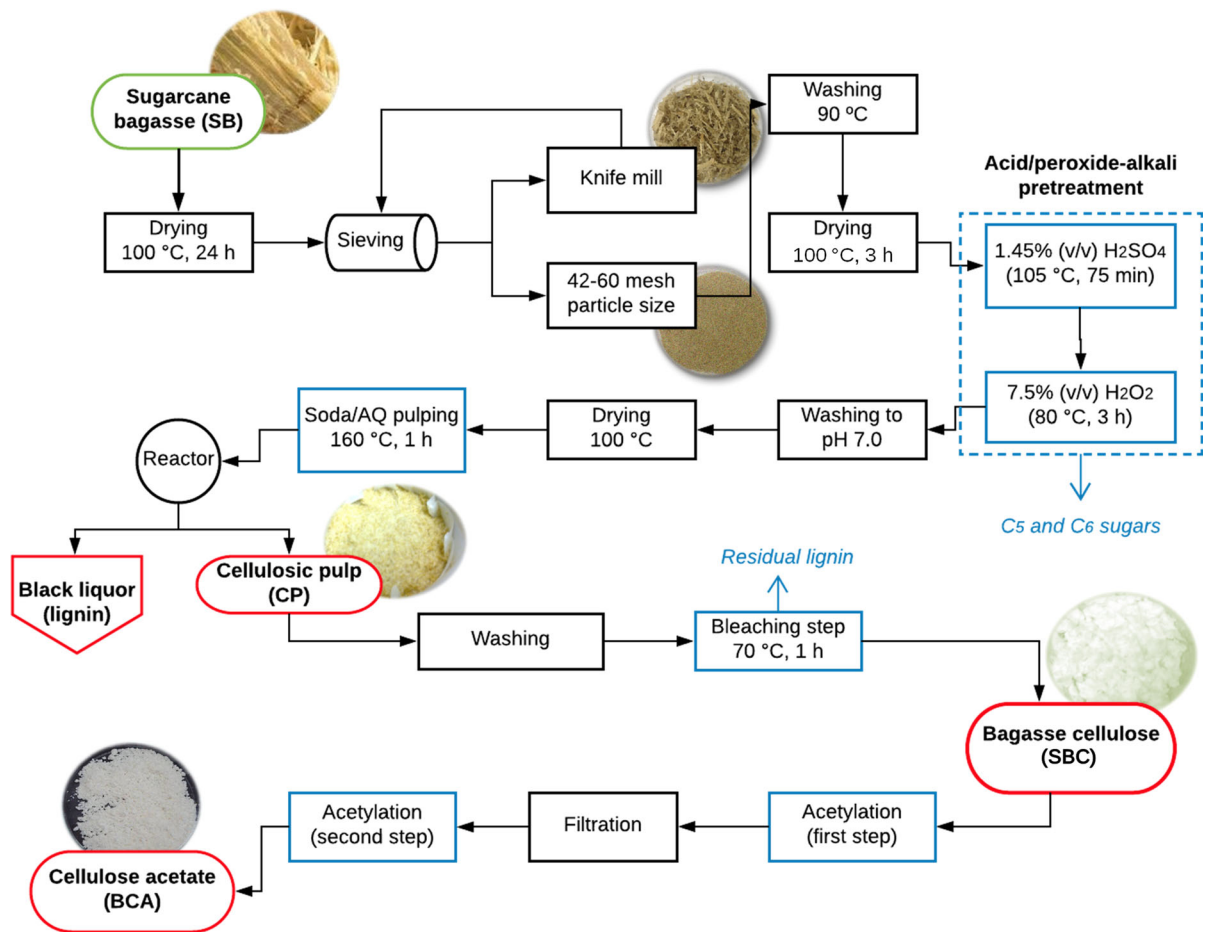 Sugarcane
bagasse (SB)
Drying
100 °C, 24 h
Sieving
Knife mill
42-60 mesh
particle size
Washing
90 ºC
Drying
100 °C, 3 h
Acid/peroxide-alkali
pretreatment
1.45% (v/v) H2SO4
(105 °C, 75 min)
7.5% (v/v) H2O2
(80 °C, 3 h)
C5 and C6 sugars
Washing to
pH 7.0
Drying
100 °C
Soda/AQ pulping
160 °C, 1 h
Reactor
Black liquor
(lignin)
Cellulosic pulp
(CP)
Washing
Residual lignin
Bleaching step
70 °C, 1 h
Bagasse cellulose
(SBC)
Acetylation
(first step)
Filtration
Acetylation
(second step)
Cellulose acetate
(BCA)